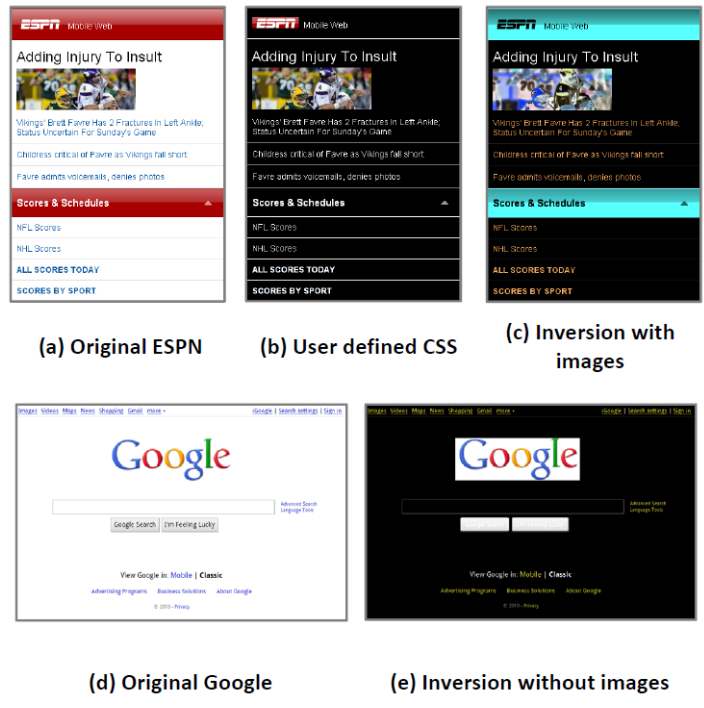 ESPN Mobile Web
Adding Injury To Insult
Vikings' Brett Favre Has 2 Fractures In Left Ankle;
Status Uncertain For Sunday's Game
Childress critical of Favre as Vikings fall short
Favre admits voicemails, denies photos
Scores & Schedules
NFL Scores
NHL Scores
ALL SCORES TODAY
SCORES BY SPORT
(a) Original ESPN
ESPN Mobile Web
Adding Injury To Insult
Vikings' Brett Favre Has 2 Fractures In Left Ankle;
Status Uncertain For Sunday's Game
Childress critical of Favre as Vikings fall short
Favre admits voicemails, denies photos
Scores & Schedules
NFL Scores
NHL Scores
ALL SCORES TODAY
SCORES BY SPORT
(b) User defined CSS
ESPN Mobile Web
Adding Injury To Insult
Vikings' Brett Favre Has 2 Fractures In Left Ankle;
Status Uncertain For Sunday's Game
Childress critical of Favre as Vikings fall short
Favre admits voicemails, denies photos
Scores & Schedules
NFL Scores
NHL Scores
ALL SCORES TODAY
SCORES BY SPORT
(c) Inversion with
images
Images Videos Maps News Shopping Gmail more iGoogle | Search settings | Sign in
Google
Advanced Search
Language Tools
Google Search I'm Feeling Lucky
View Google in: Mobile | Classic
Advertising Programs Business Solutions About Google
© 2010 - Privacy
(d) Original Google
Images Videos Maps News Shopping Gmail more iGoogle | Search settings | Sign in
Google
Advanced Search
Language Tools
Google Search I'm Feeling Lucky
View Google in: Mobile | Classic
Advertising Programs Business Solutions About Google
© 2010 - Privacy
(e) Inversion without images